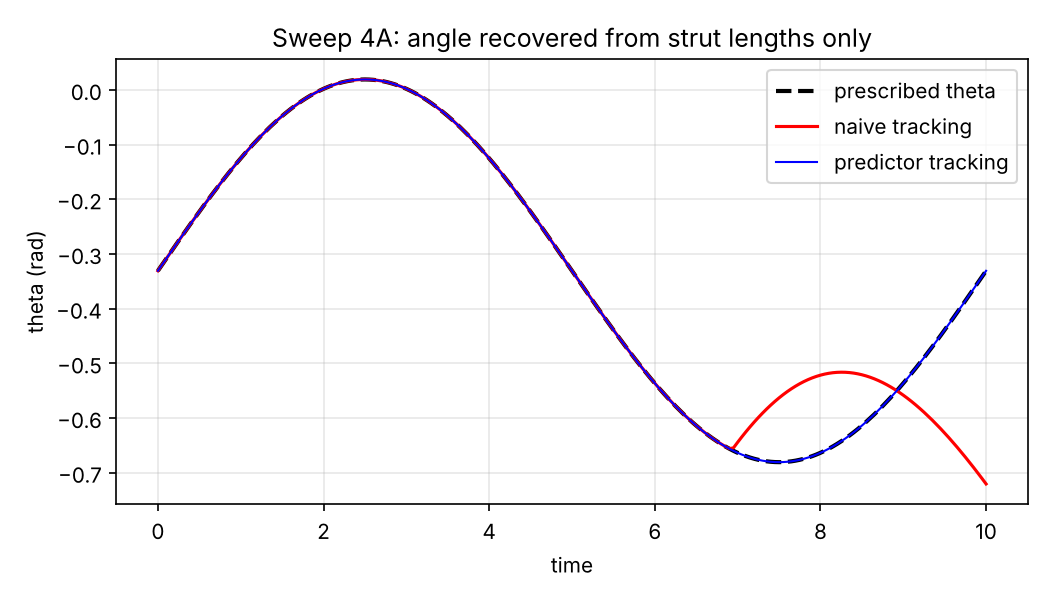 Sweep 4A: angle recovered from strut lengths only
prescribed theta
naive tracking
predictor tracking
theta (rad)
0.0
−0.1
−0.2
−0.3
−0.4
−0.5
−0.6
−0.7
0 2 4 6 8 10
time